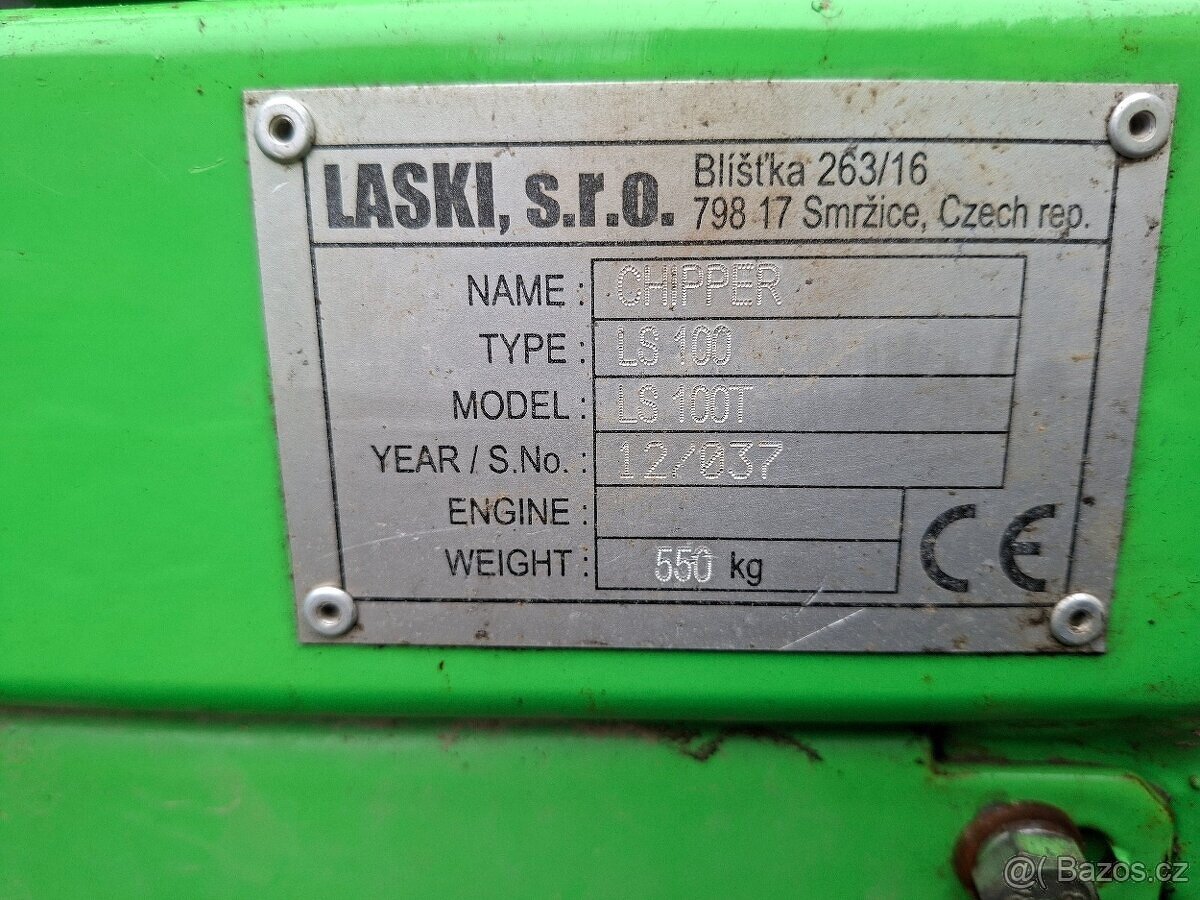 LASKI, s.r.o.
Blíšťka 263/16
798 17 Smržice, Czech rep.
NAME : CHIPPER
TYPE : LS 100
MODEL : LS 100T
YEAR / S.No. : 12/037
ENGINE :
WEIGHT : 550 kg
CE
@( Bazos.cz